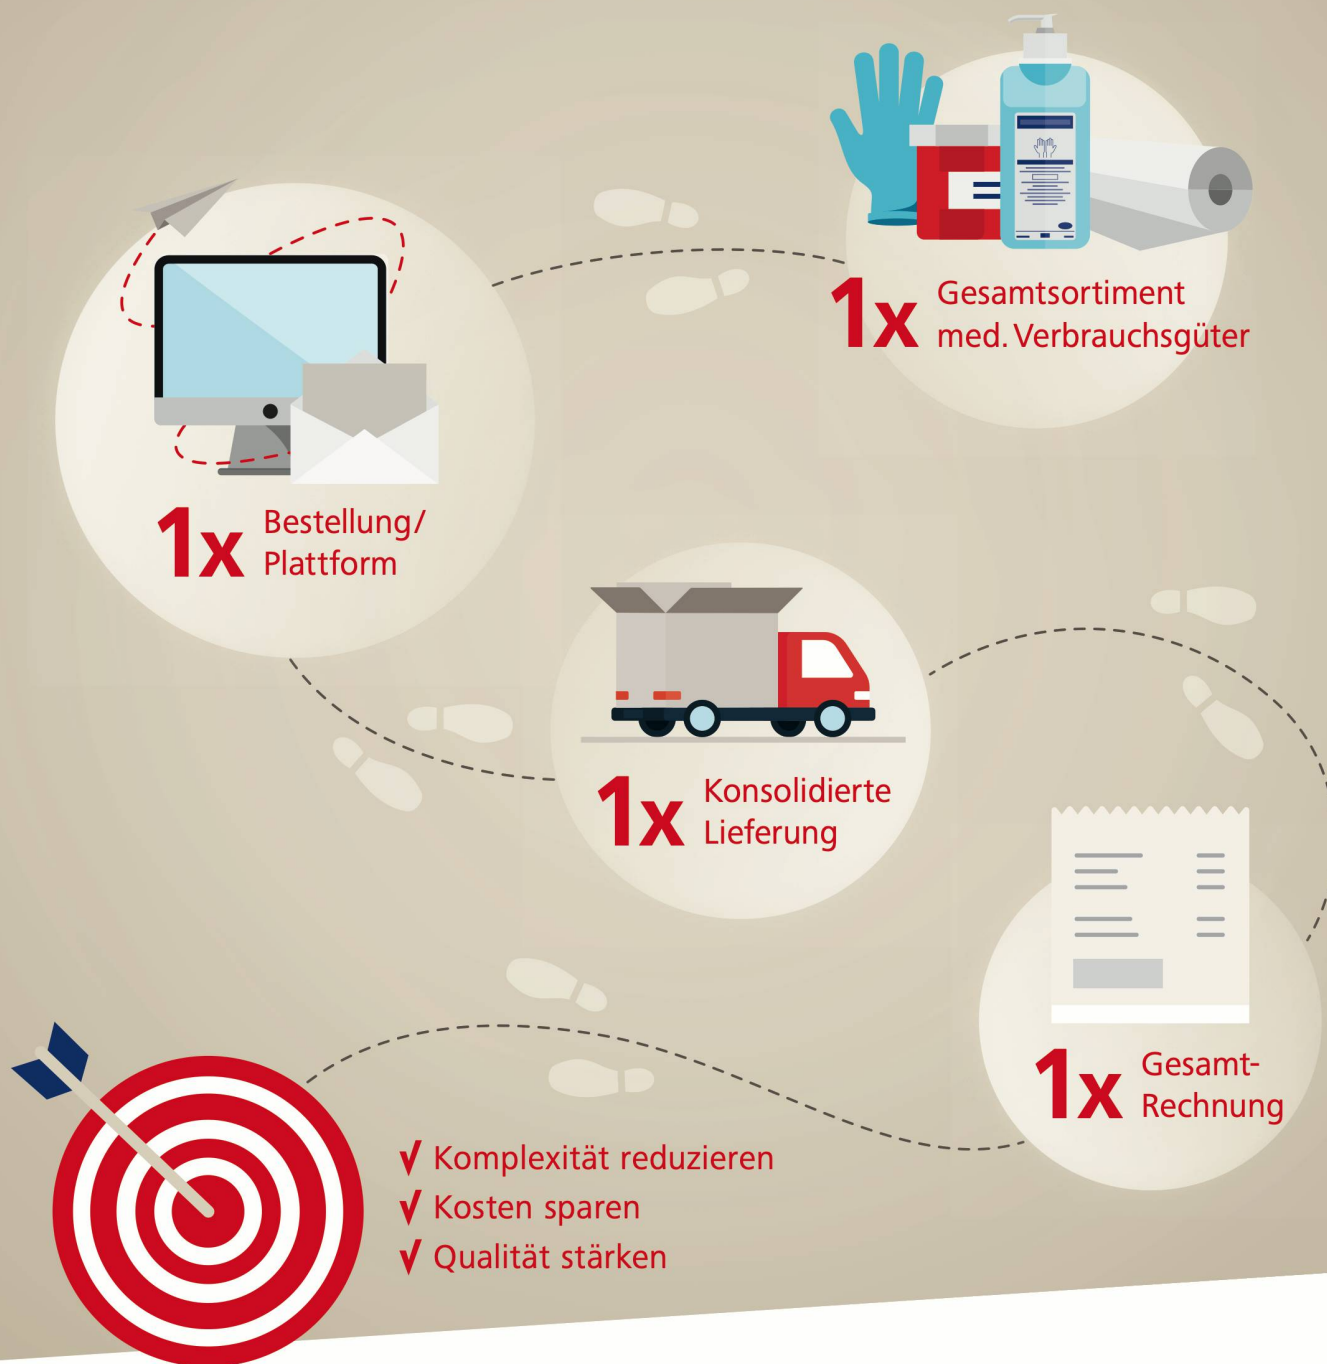 1x Gesamtsortiment
med. Verbrauchsgüter
1x Bestellung/
Plattform
1x Konsolidierte
Lieferung
1x Gesamt-
Rechnung
√ Komplexität reduzieren
√ Kosten sparen
√ Qualität stärken